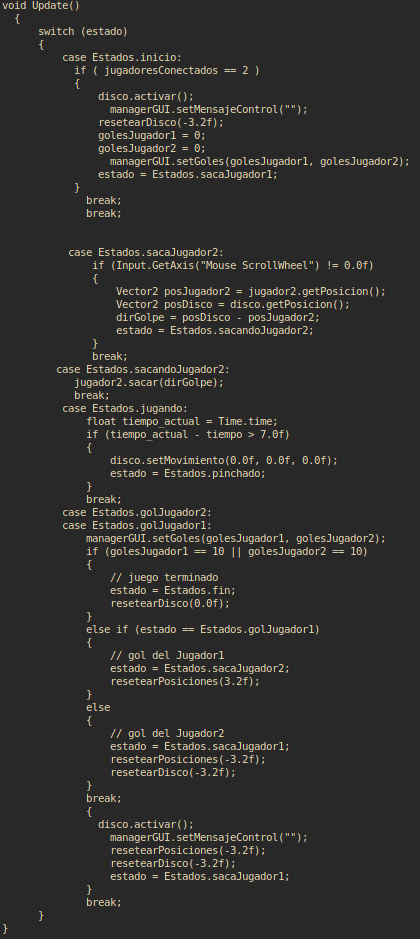 void Update()
{
switch (estado)
{
case Estados.inicio:
if ( jugadoresConectados == 2 )
{
disco.activar();
managerGUI.setMensajeControl("");
resetearDisco(-3.2f);
golesJugador1 = 0;
golesJugador2 = 0;
managerGUI.setGoles(golesJugador1, golesJugador2);
estado = Estados.sacaJugador1;
}
break;
break;
case Estados.sacaJugador2:
if (Input.GetAxis("Mouse ScrollWheel") != 0.0f)
{
Vector2 posJugador2 = jugador2.getPosicion();
Vector2 posDisco = disco.getPosicion();
dirGolpe = posDisco - posJugador2;
estado = Estados.sacandoJugador2;
}
break;
case Estados.sacandoJugador2:
jugador2.sacar(dirGolpe);
break;
case Estados.jugando:
float tiempo_actual = Time.time;
if (tiempo_actual - tiempo > 7.0f)
{
disco.setMovimiento(0.0f, 0.0f, 0.0f);
estado = Estados.pinchado;
}
break;
case Estados.golJugador2:
case Estados.golJugador1:
managerGUI.setGoles(golesJugador1, golesJugador2);
if (golesJugador1 == 10 || golesJugador2 == 10)
{
// juego terminado
estado = Estados.fin;
resetearDisco(0.0f);
}
else if (estado == Estados.golJugador1)
{
// gol del Jugador1
estado = Estados.sacaJugador2;
resetearPosiciones(3.2f);
}
else
{
// gol del Jugador2
estado = Estados.sacaJugador1;
resetearPosiciones(-3.2f);
resetearDisco(-3.2f);
}
break;
{
disco.activar();
managerGUI.setMensajeControl("");
resetearPosiciones(-3.2f);
resetearDisco(-3.2f);
estado = Estados.sacaJugador1;
}
break;
}
}